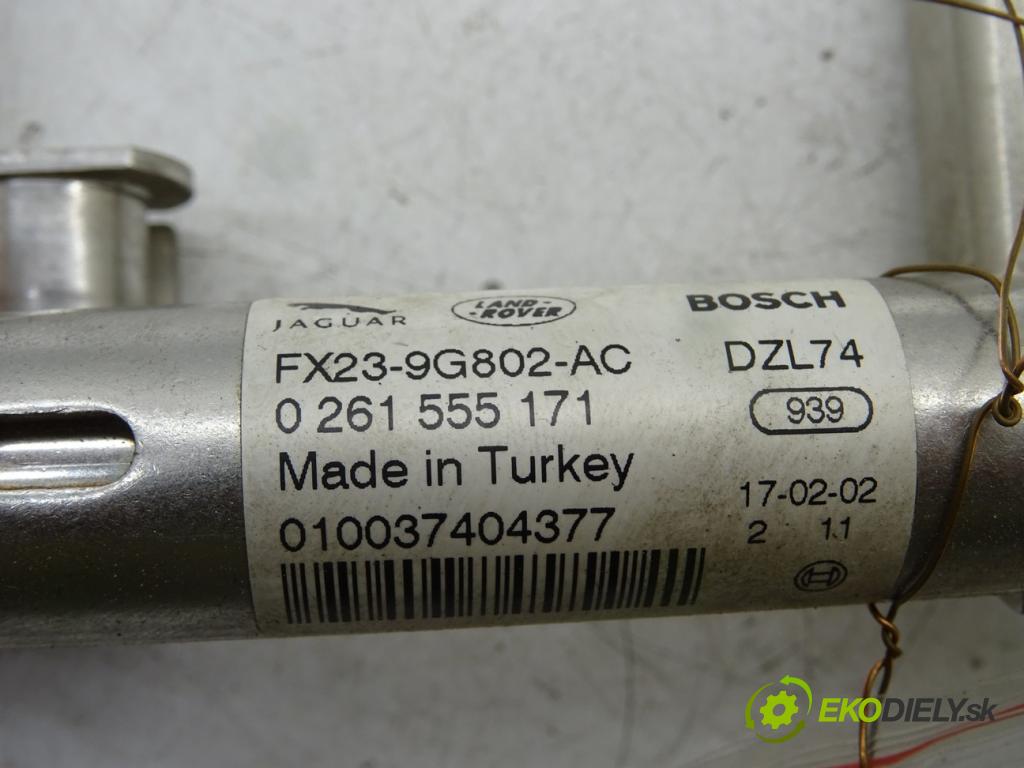 JAGUAR
LAND-
-ROVER
BOSCH
FX23-9G802-AC
DZL74
0 261 555 171
939
Made in Turkey
17-02-02
010037404377
2 11
EKODIELY.sk